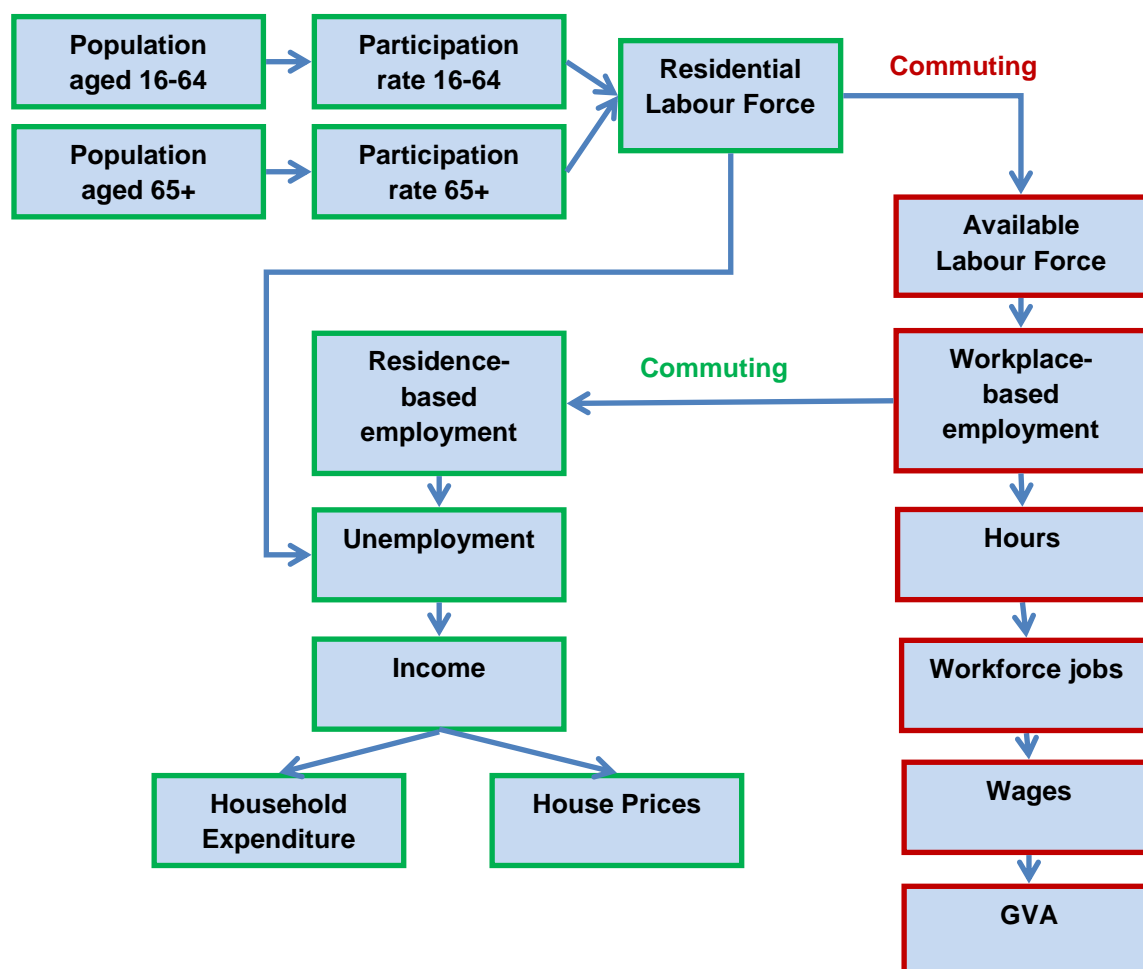 Population
aged 16-64
Participation
rate 16-64
Residential
Labour Force
Commuting
Population
aged 65+
Participation
rate 65+
Available
Labour Force
Residence-
based
employment
Commuting
Workplace-
based
employment
Unemployment
Hours
Income
Workforce jobs
Household
Expenditure
House Prices
Wages
GVA